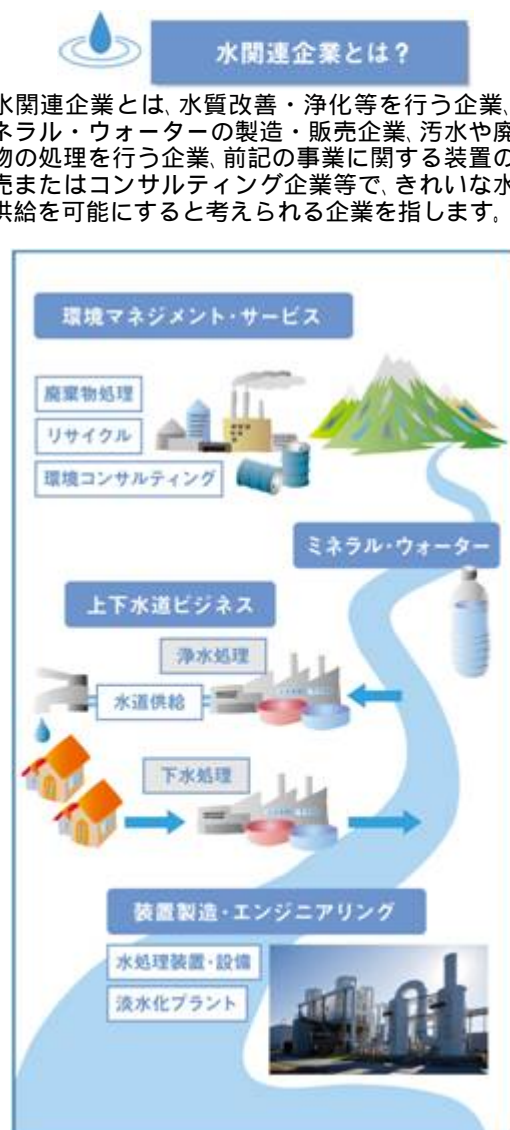 水関連企業とは？
水関連企業とは、水質改善・浄化等を行う企業、
ネラル・ウォーターの製造・販売企業、汚水や廃
物の処理を行う企業、前記の事業に関する装置の
売またはコンサルティング企業等で、きれいな水
供給を可能にすると考えられる企業を指します。
環境マネジメント・サービス
廃棄物処理
リサイクル
環境コンサルティング
ミネラル・ウォーター
上下水道ビジネス
浄水処理
水道供給
下水処理
装置製造・エンジニアリング
水処理装置・設備
淡水化プラント